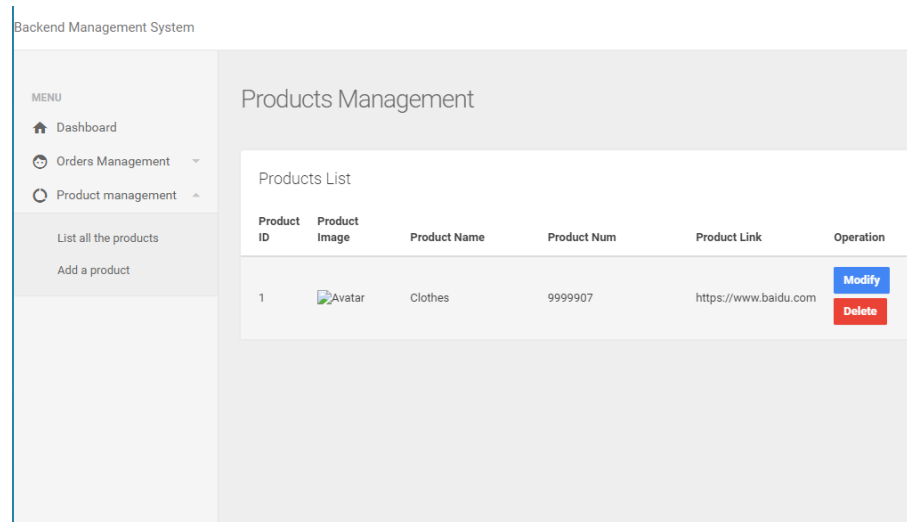 Backend Management System
MENU
Dashboard
Orders Management
Product management
List all the products
Add a product
Products Management
Products List
Product ID Product Image Product Name Product Num Product Link Operation
1 Avatar Clothes 9999907 https://www.baidu.com Modify
Delete